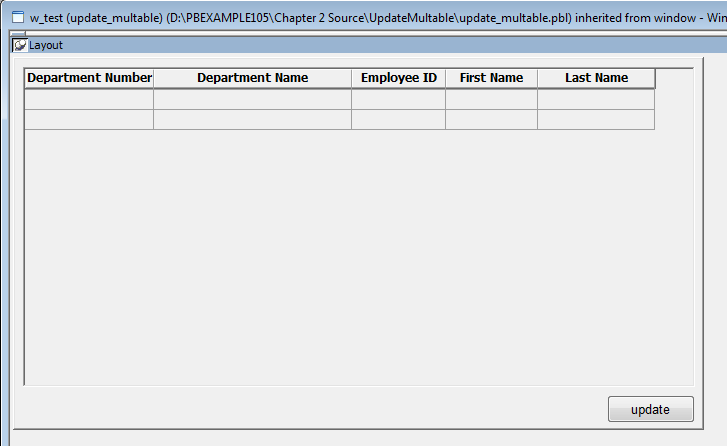 w_test (update_multable) (D:\PBEXAMPLE105\Chapter 2 Source\UpdateMultable\update_multable.pbl) inherited from window - Win
Layout
Department Number Department Name Employee ID First Name Last Name
update